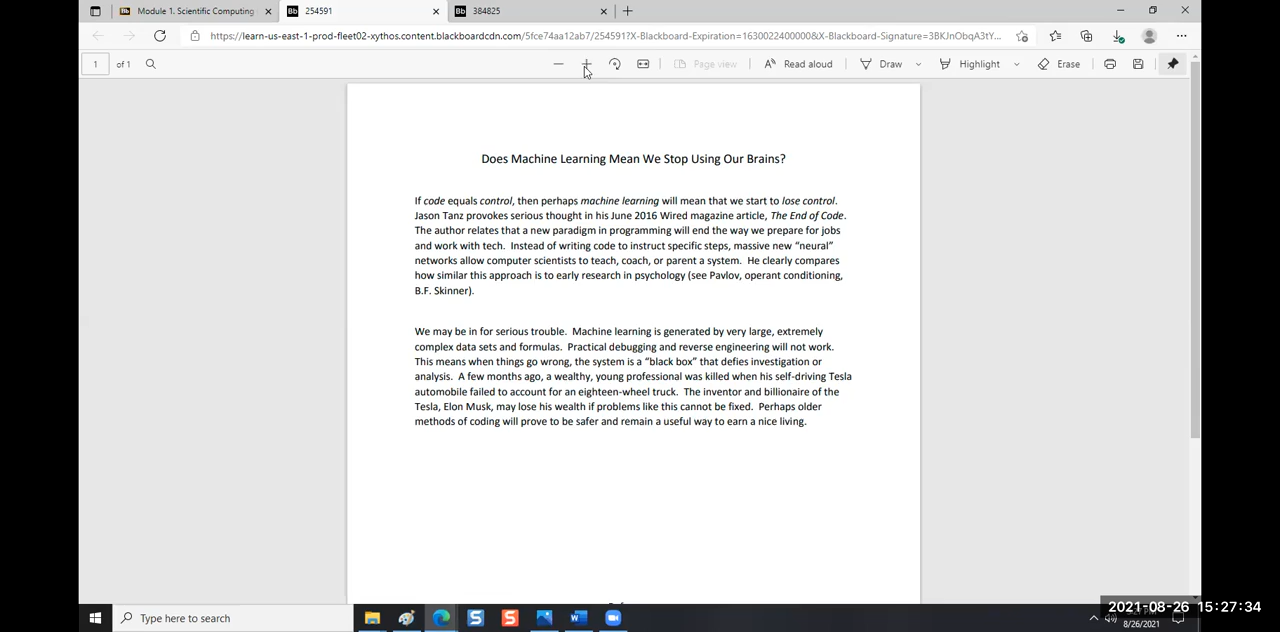 Module 1. Scientific Computing
254591
384825
https://learn-us-east-1-prod-fleet02-xythos.content.blackboardcdn.com/5fce74aa12ab7/254591?X-Blackboard-Expiration=1630022400000&X-Blackboard-Signature=3BKJnObqA3tY...
1 of 1
Page view
Read aloud
Draw
Highlight
Erase
Does Machine Learning Mean We Stop Using Our Brains?
If code equals control, then perhaps machine learning will mean that we start to lose control.
Jason Tanz provokes serious thought in his June 2016 Wired magazine article, The End of Code.
The author relates that a new paradigm in programming will end the way we prepare for jobs
and work with tech.  Instead of writing code to instruct specific steps, massive new “neural”
networks allow computer scientists to teach, coach, or parent a system.  He clearly compares
how similar this approach is to early research in psychology (see Pavlov, operant conditioning,
B.F. Skinner).
We may be in for serious trouble.  Machine learning is generated by very large, extremely
complex data sets and formulas.  Practical debugging and reverse engineering will not work.
This means when things go wrong, the system is a “black box” that defies investigation or
analysis.  A few months ago, a wealthy, young professional was killed when his self-driving Tesla
automobile failed to account for an eighteen-wheel truck.  The inventor and billionaire of the
Tesla, Elon Musk, may lose his wealth if problems like this cannot be fixed.  Perhaps older
methods of coding will prove to be safer and remain a useful way to earn a nice living.
Type here to search
2021-08-26 15:27:34
8/26/2021